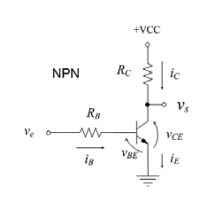 +VCC
R_C
i_C
NPN
v_s
R_B
v_e
v_CE
v_BE
i_B
i_E